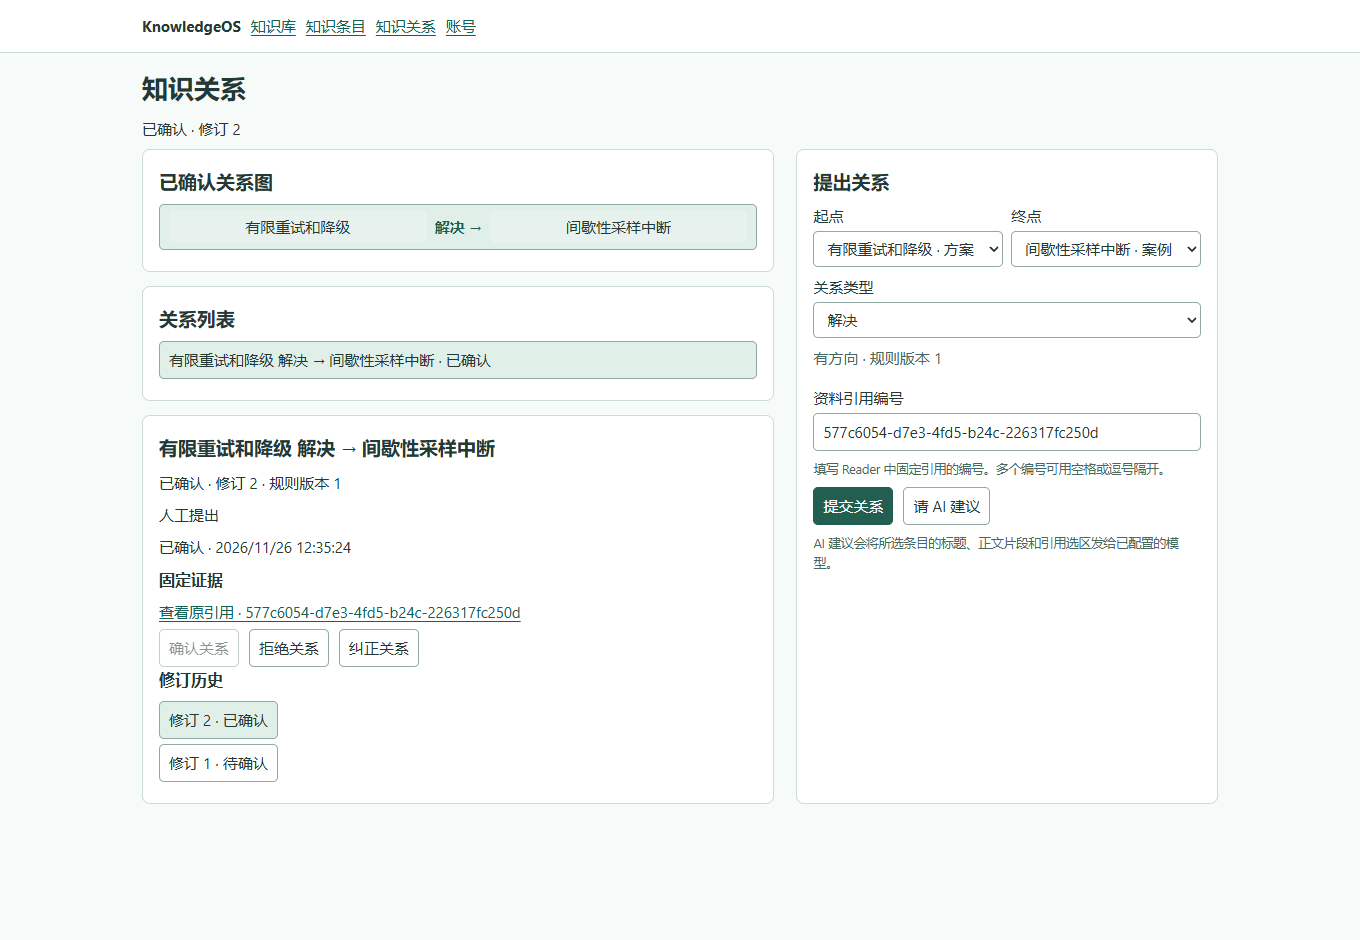 KnowledgeOS 知识库 知识条目 知识关系 账号
知识关系
已确认 · 修订 2
已确认关系图
有限重试和降级 解决 → 间歇性采样中断
关系列表
有限重试和降级 解决 → 间歇性采样中断 · 已确认
有限重试和降级 解决 → 间歇性采样中断
已确认 · 修订 2 · 规则版本 1
人工提出
已确认 · 2026/11/26 12:35:24
固定证据
查看原引用 · 577c6054-d7e3-4fd5-b24c-226317fc250d
确认关系 拒绝关系 纠正关系
修订历史
修订 2 · 已确认
修订 1 · 待确认
提出关系
起点 终点
有限重试和降级 · 方案 间歇性采样中断 · 案例
关系类型
解决
有方向 · 规则版本 1
资料引用编号
577c6054-d7e3-4fd5-b24c-226317fc250d
填写 Reader 中固定引用的编号。多个编号可用空格或逗号隔开。
提交关系 请 AI 建议
AI 建议会将所选条目的标题、正文片段和引用选区发给已配置的模
型。